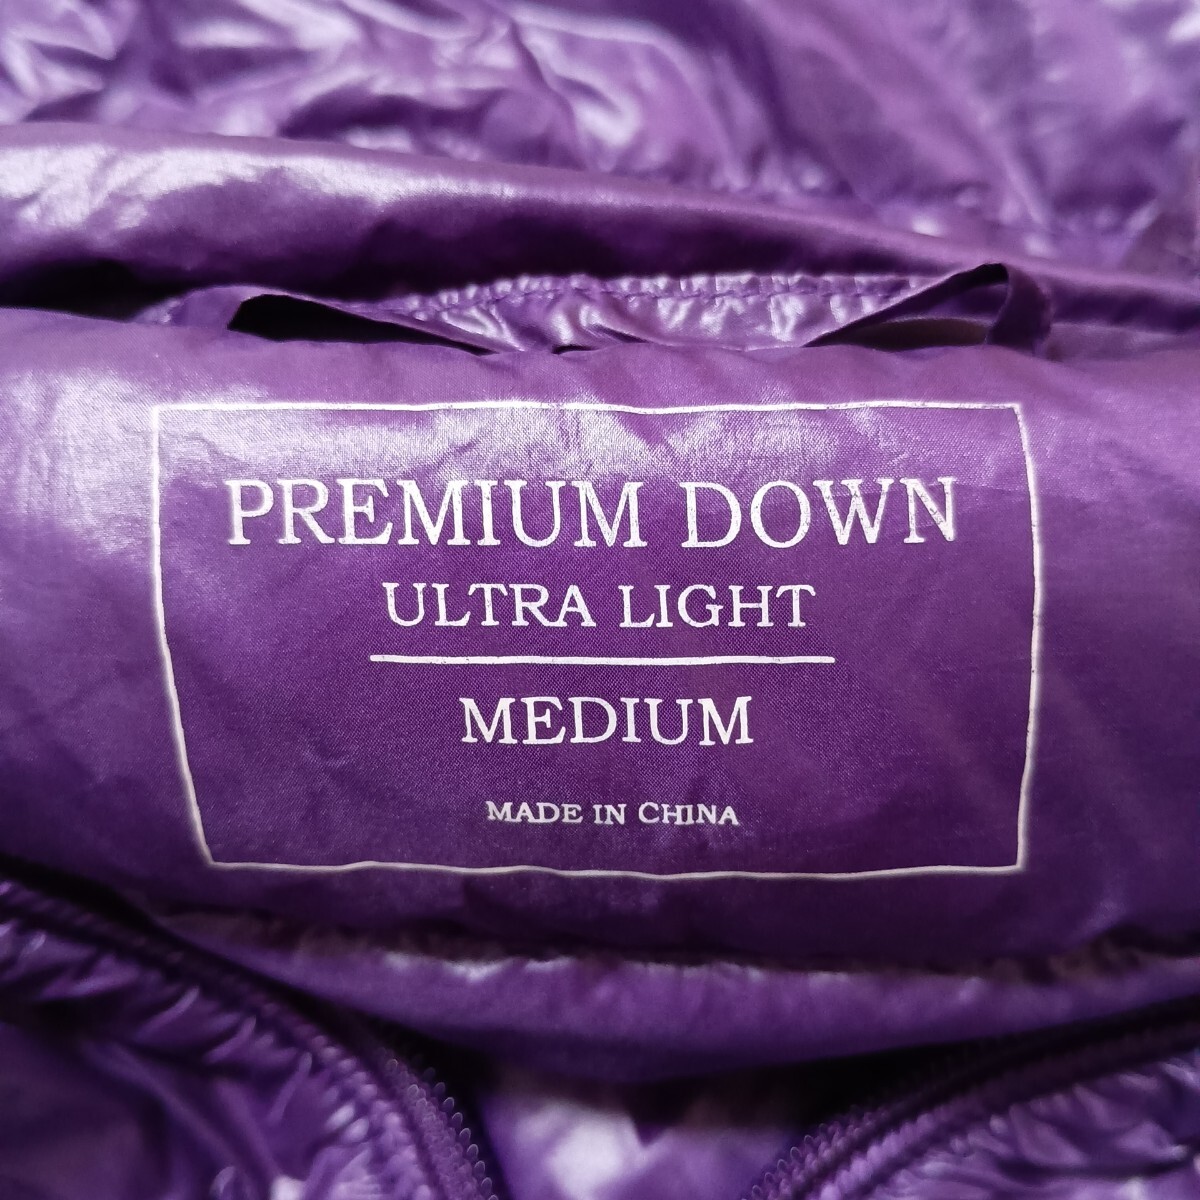 PREMIUM DOWN
ULTRA LIGHT
MEDIUM
MADE IN CHINA